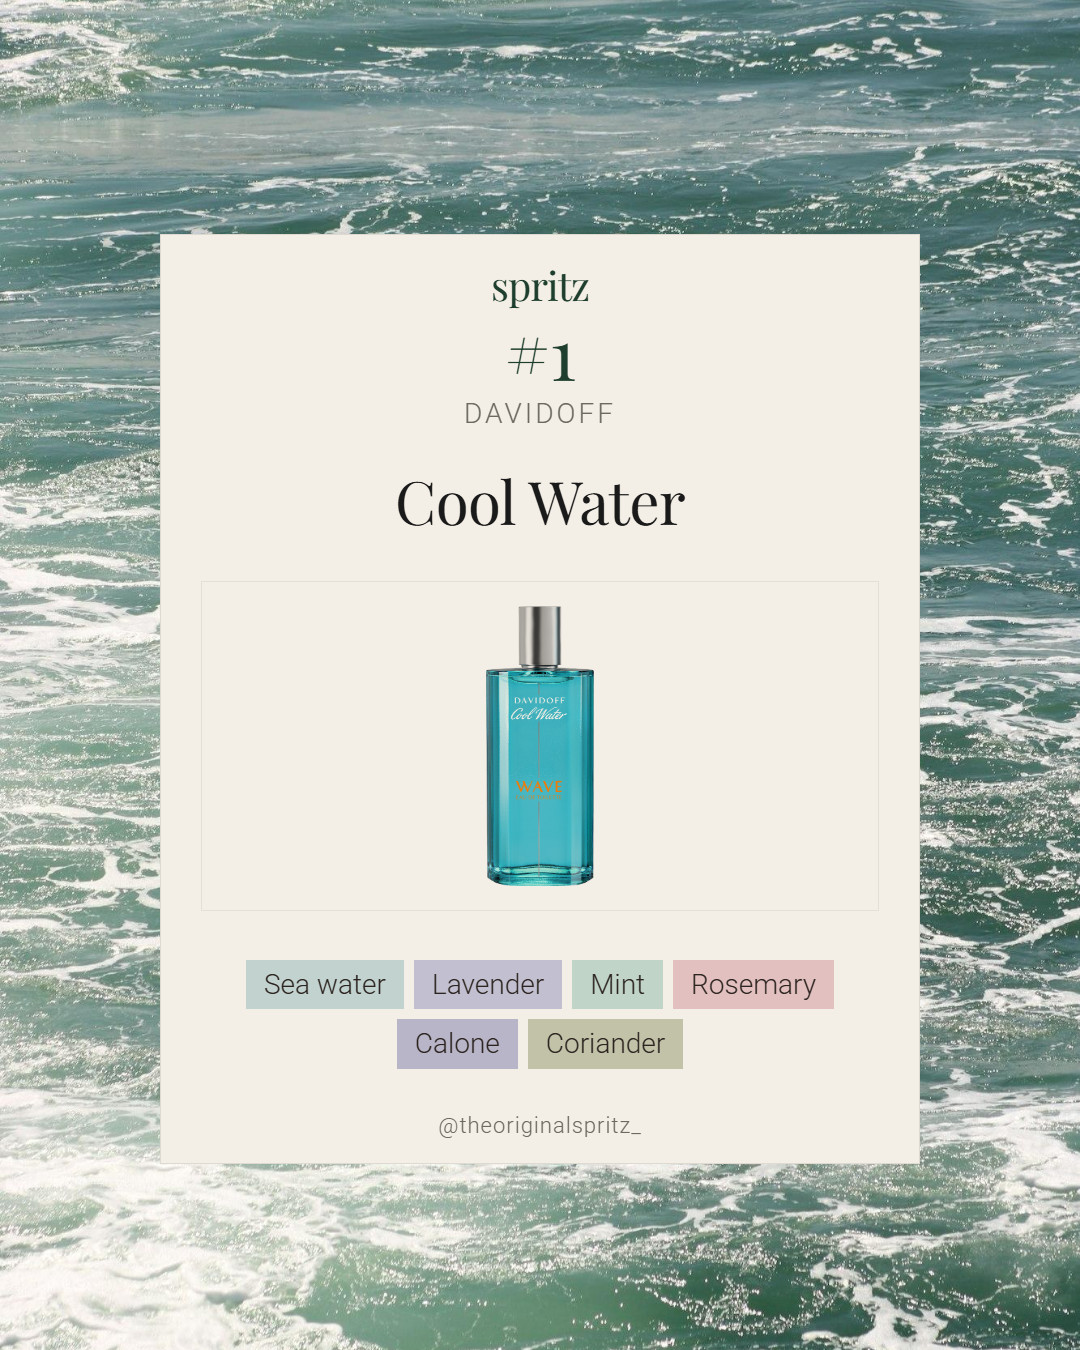 spritz
#1
DAVIDOFF
Cool Water
DAVIDOFF
Cool Water
WAVE
Sea water Lavender Mint Rosemary
Calone Coriander
@theoriginalspritz_